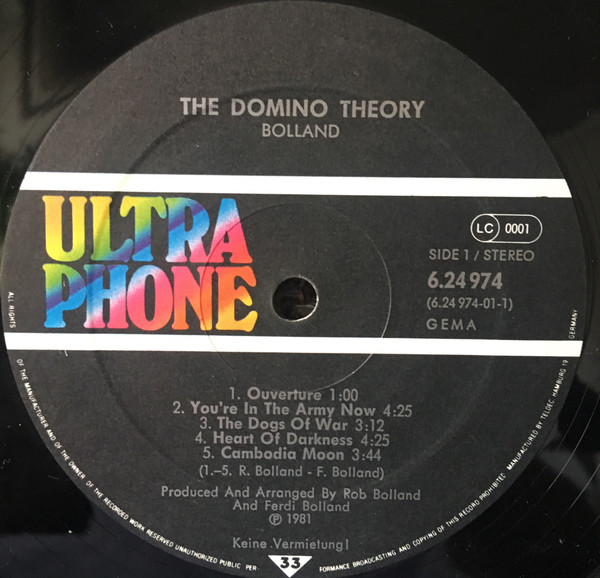 THE DOMINO THEORY
BOLLAND
ULTRA
PHONE
LC 0001
SIDE 1 / STEREO
6.24 974
(6.24 974-01-1)
GEMA
1. Ouverture 1:00
2. You're In The Army Now 4:25
3. The Dogs Of War 3:12
4. Heart Of Darkness 4:25
5. Cambodia Moon 3:44
(1.–5. R. Bolland - F. Bolland)
Produced And Arranged By Rob Bolland
And Ferdi Bolland
Ⓟ 1981
Keine Vermietung!
33
ALL RIGHTS OF THE MANUFACTURER AND OF THE OWNER OF THE RECORDED WORK RESERVED UNAUTHORIZED PUBLIC PERFORMANCE BROADCASTING AND COPYING OF THIS RECORD PROHIBITED MANUFACTURED BY TELDEC HAMBURG 19 GERMANY